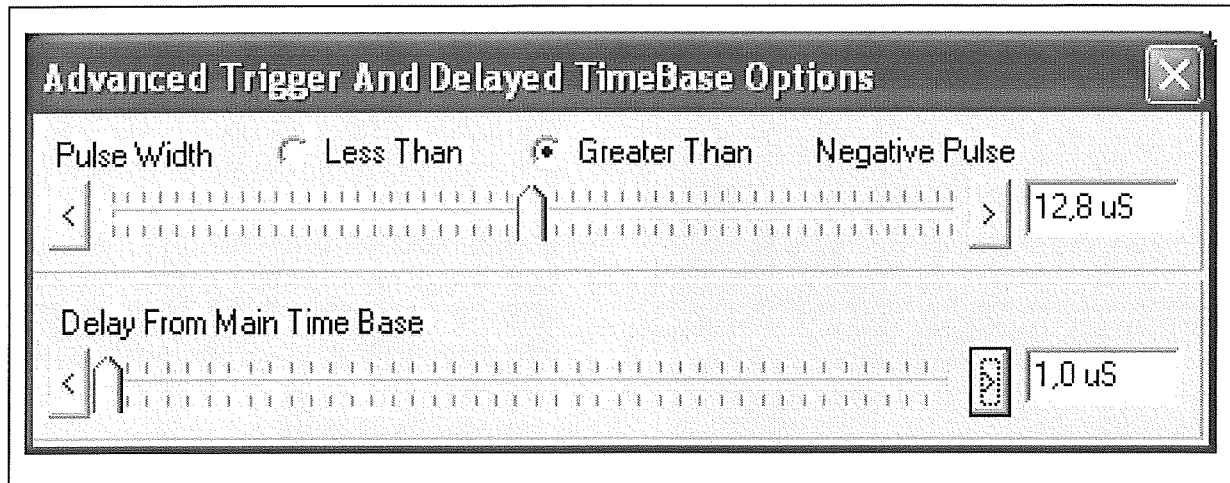 Advanced Trigger And Delayed TimeBase Options
Pulse Width Less Than Greater Than Negative Pulse
< > 12,8 uS
Delay From Main Time Base
< > 1,0 uS